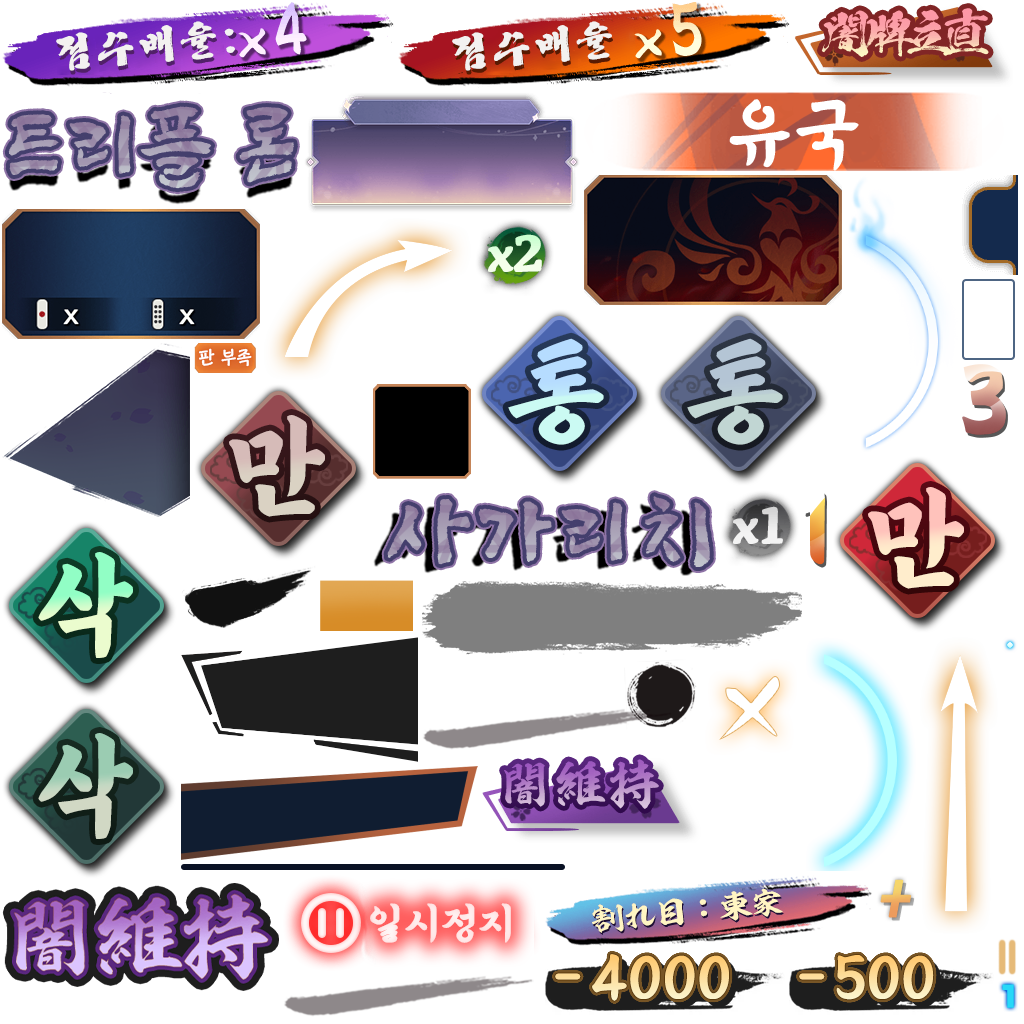 점수배율:x4
점수배율 x5
闇牌立直
트리플 론
유국
x2
x
x
판 부족
통
통
만
3
사가리치
x1
1
만
삭
삭
闇維持
闇維持
일시정지
割れ目：東家
+
-4000
-500
1